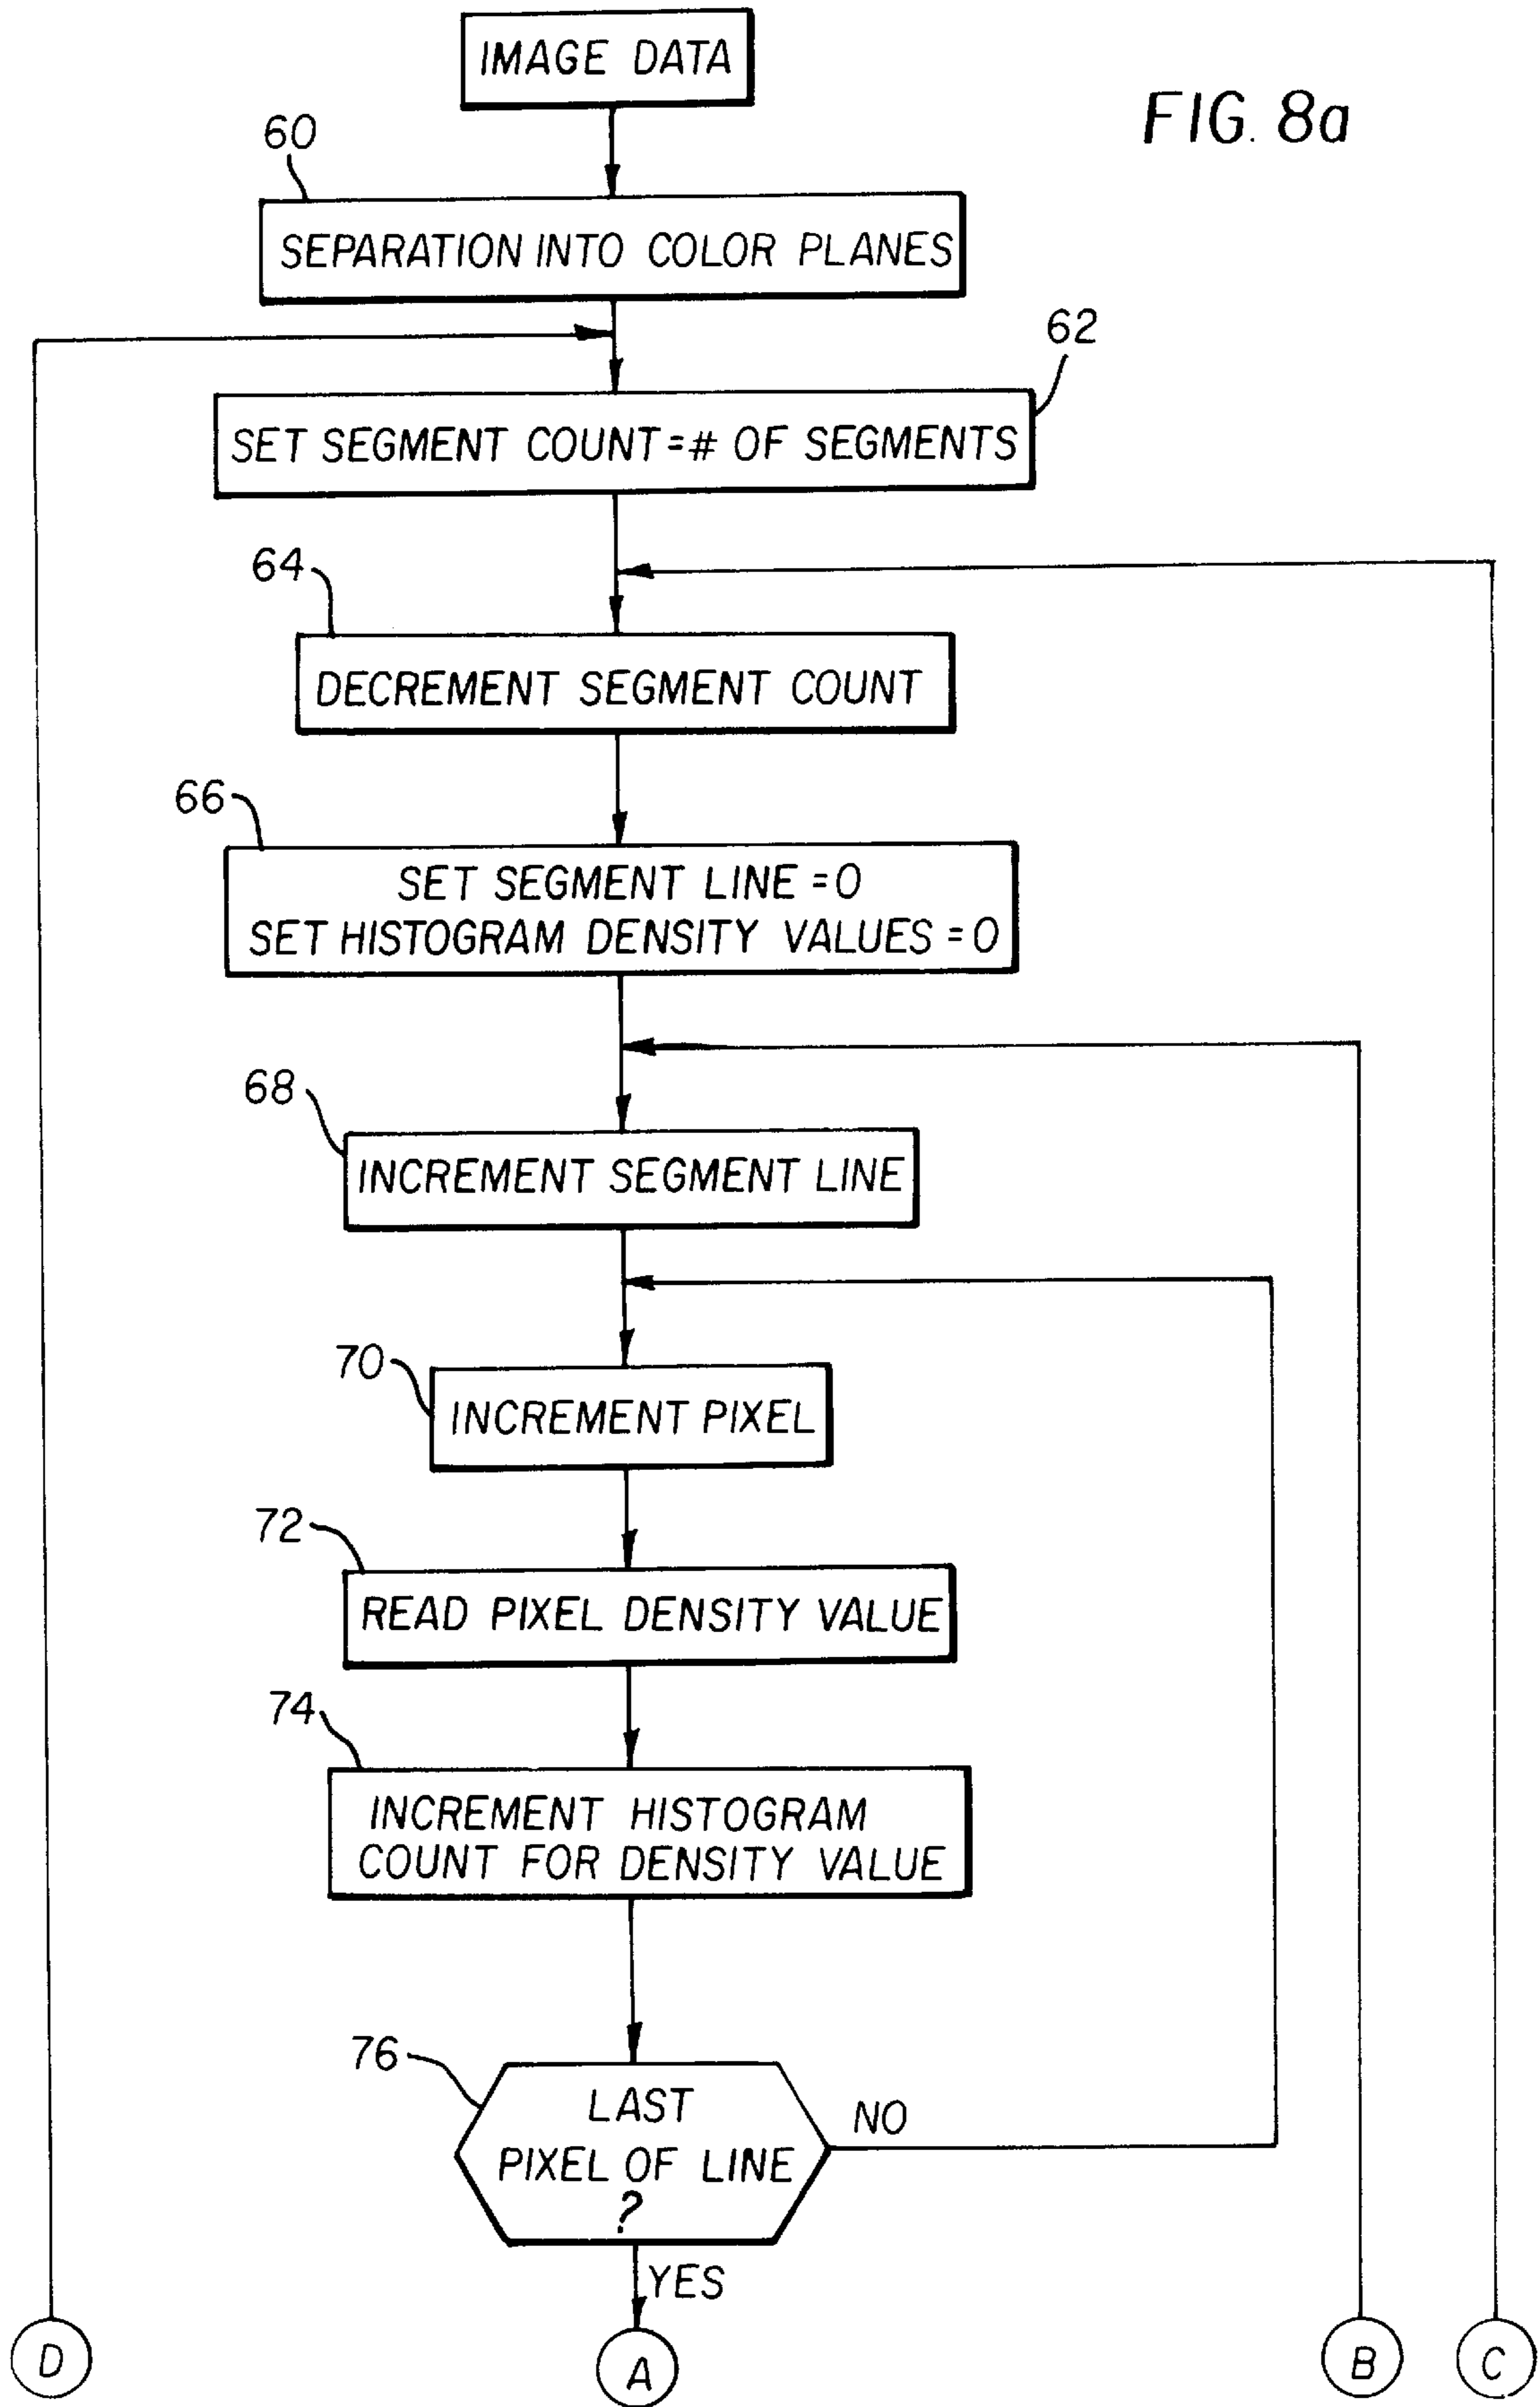 IMAGE DATA
FIG. 8a
60
SEPARATION INTO COLOR PLANES
62
SET SEGMENT COUNT = # OF SEGMENTS
64
DECREMENT SEGMENT COUNT
66
SET SEGMENT LINE = 0
SET HISTOGRAM DENSITY VALUES = 0
68
INCREMENT SEGMENT LINE
70
INCREMENT PIXEL
72
READ PIXEL DENSITY VALUE
74
INCREMENT HISTOGRAM
COUNT FOR DENSITY VALUE
76
LAST
PIXEL OF LINE
?
NO
YES
D
A
B
C